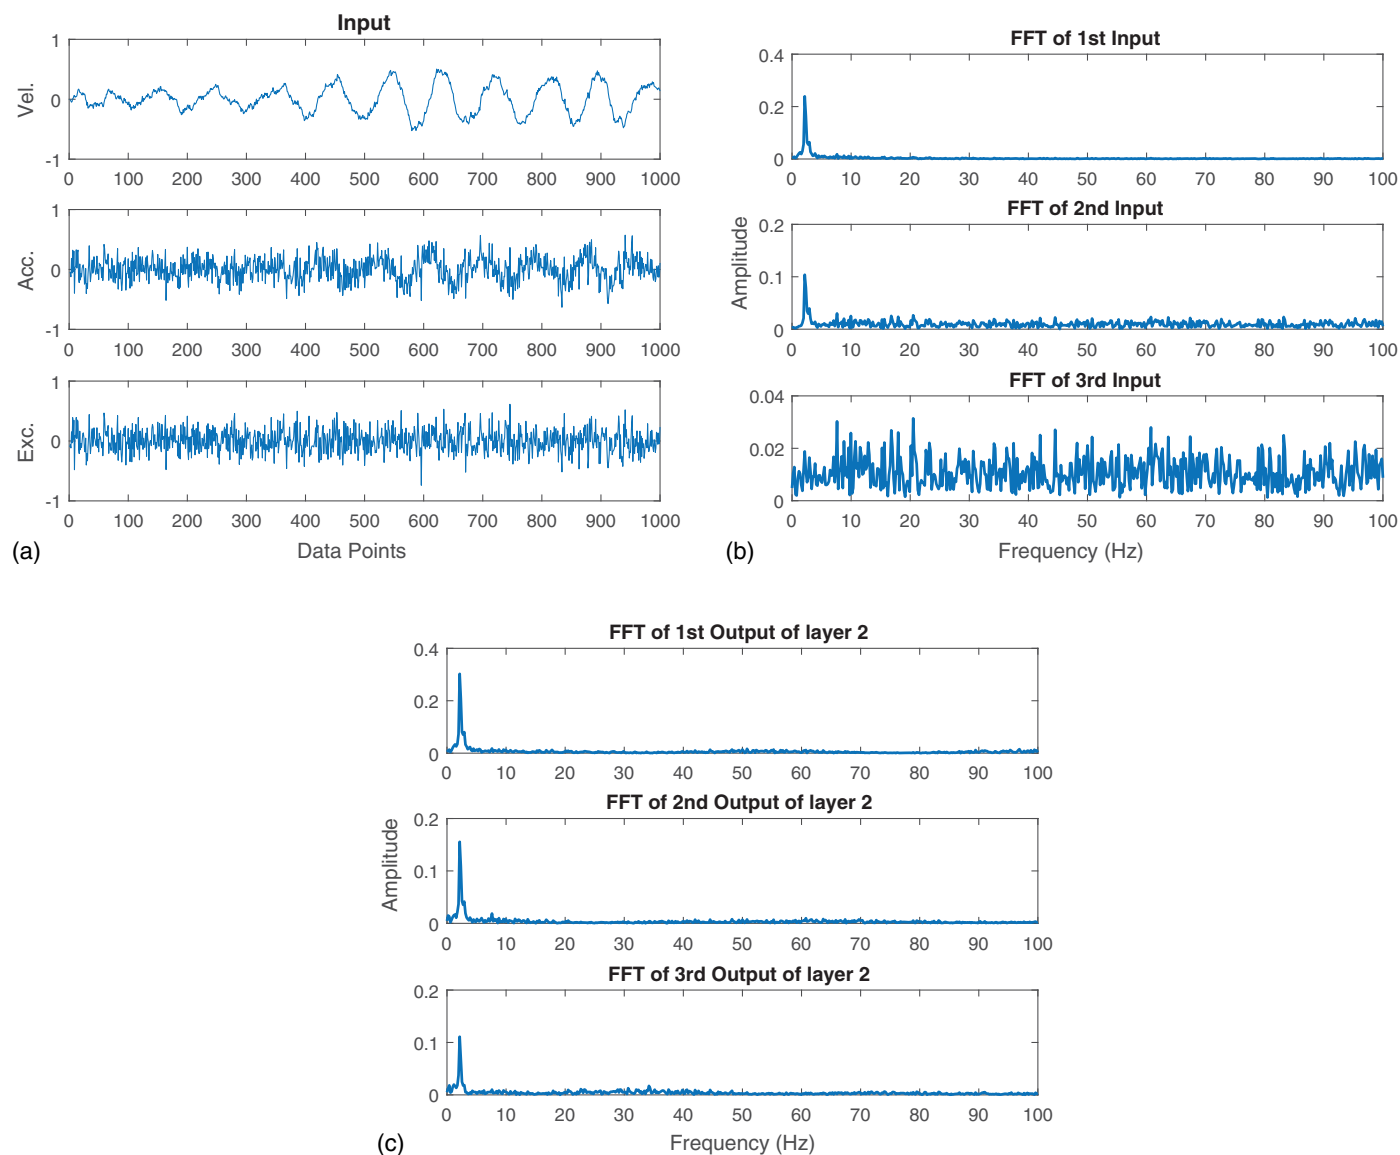 Input
1
0
-1
Vel.
0 100 200 300 400 500 600 700 800 900 1000
1
0
-1
Acc.
0 100 200 300 400 500 600 700 800 900 1000
1
0
-1
Exc.
0 100 200 300 400 500 600 700 800 900 1000
(a)
Data Points
FFT of 1st Input
0.4
0.2
0
0 10 20 30 40 50 60 70 80 90 100
FFT of 2nd Input
0.2
0.1
0
Amplitude
0 10 20 30 40 50 60 70 80 90 100
FFT of 3rd Input
0.04
0.02
0
0 10 20 30 40 50 60 70 80 90 100
(b)
Frequency (Hz)
FFT of 1st Output of layer 2
0.4
0.2
0
0 10 20 30 40 50 60 70 80 90 100
FFT of 2nd Output of layer 2
0.2
0.1
0
Amplitude
0 10 20 30 40 50 60 70 80 90 100
FFT of 3rd Output of layer 2
0.2
0.1
0
0 10 20 30 40 50 60 70 80 90 100
(c)
Frequency (Hz)